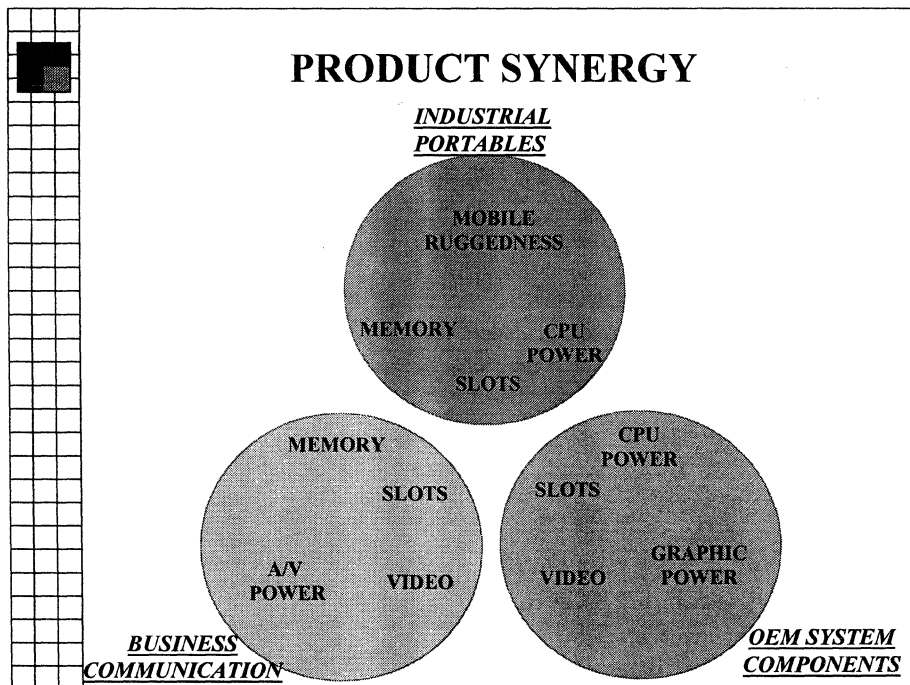 PRODUCT SYNERGY
INDUSTRIAL
PORTABLES
MOBILE
RUGGEDNESS
MEMORY
CPU
POWER
SLOTS
MEMORY
SLOTS
A/V
POWER
VIDEO
BUSINESS
COMMUNICATION
CPU
POWER
SLOTS
VIDEO
GRAPHIC
POWER
OEM SYSTEM
COMPONENTS